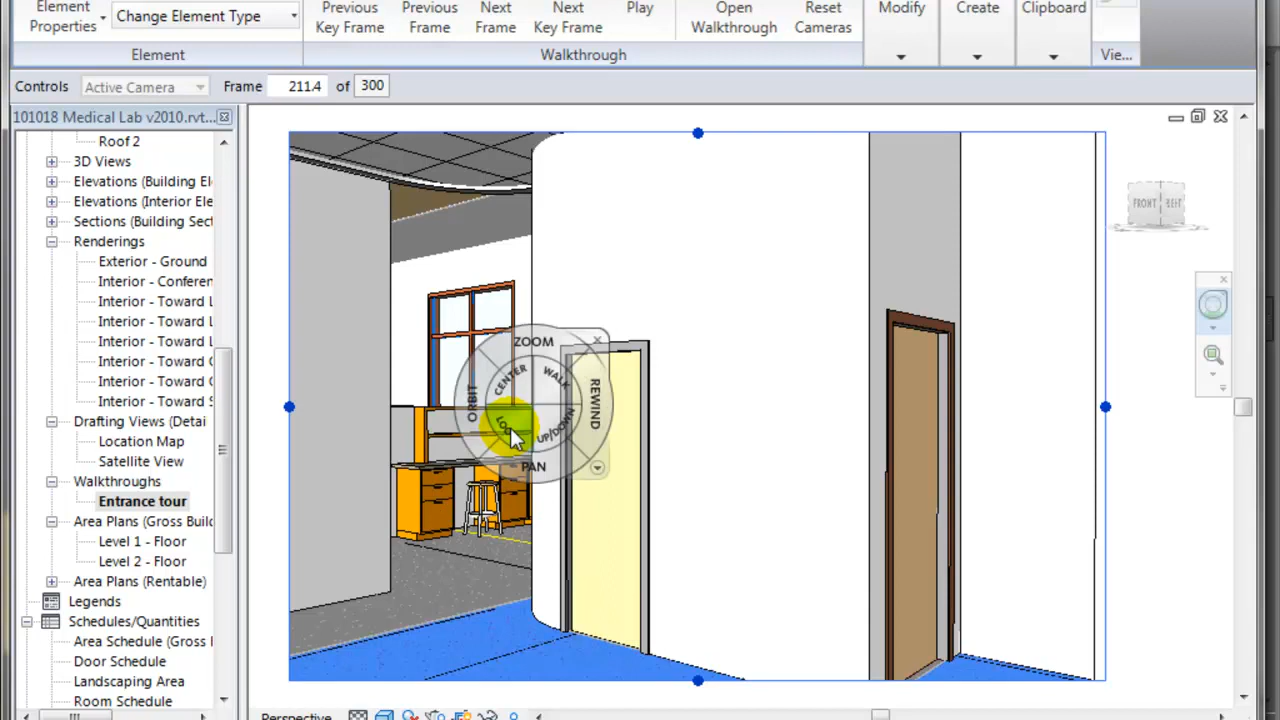 Element Properties
Change Element Type
Previous Key Frame
Previous Frame
Next Frame
Next Key Frame
Play
Open Walkthrough
Reset Cameras
Modify
Create
Clipboard
Element
Walkthrough
Vie...
Controls
Active Camera
Frame
211.4
of
300
101018 Medical Lab v2010.rvt...
Roof 2
3D Views
Elevations (Building El
Elevations (Interior Ele
Sections (Building Sect
Renderings
Exterior - Ground
Interior - Conferen
Interior - Toward L
Interior - Toward L
Interior - Toward L
Interior - Toward C
Interior - Toward C
Interior - Toward S
Drafting Views (Detai
Location Map
Satellite View
Walkthroughs
Entrance tour
Area Plans (Gross Buil
Level 1 - Floor
Level 2 - Floor
Area Plans (Rentable)
Legends
Schedules/Quantities
Area Schedule (Gross
Door Schedule
Landscaping Area
Room Schedule
FRONT
ZOOM
CENTER
WALK
ORBIT
REWIND
UP/DOWN
PAN
Perspective